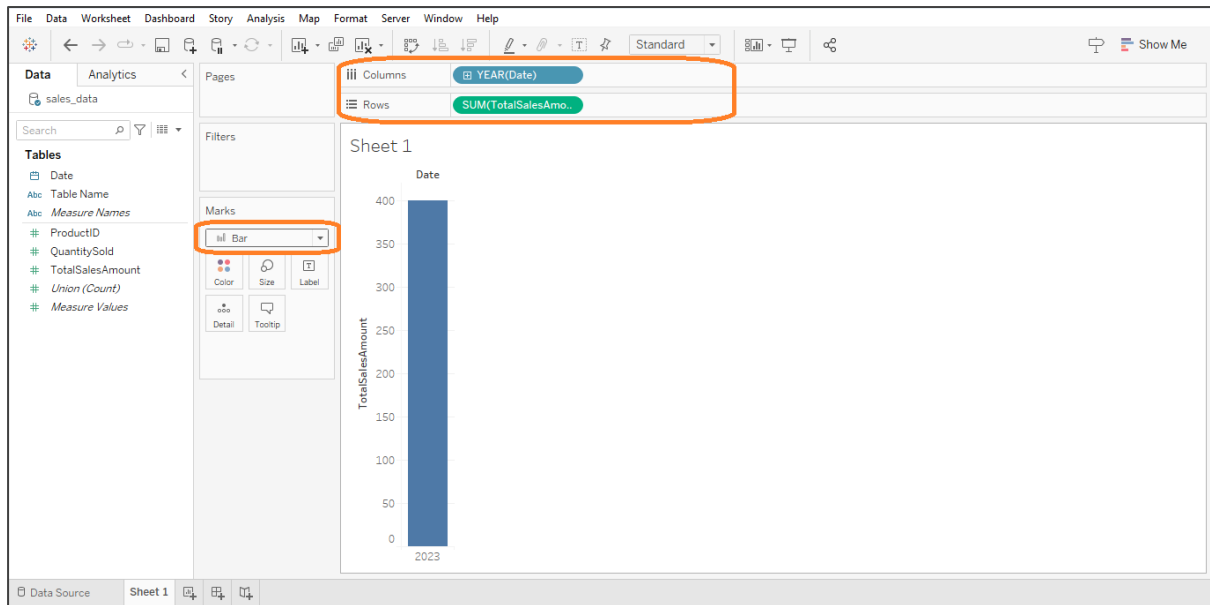 File Data Worksheet Dashboard Story Analysis Map Format Server Window Help
Standard
Show Me
Data Analytics
sales_data
Search
Tables
Date
Abc Table Name
Abc Measure Names
# ProductID
# QuantitySold
# TotalSalesAmount
# Union (Count)
# Measure Values
Pages
Filters
Marks
Bar
Color Size Label
Detail Tooltip
Columns YEAR(Date)
Rows SUM(TotalSalesAmo..
Sheet 1
Date
400
350
300
250
200
150
100
50
0
TotalSalesAmount
2023
Data Source Sheet 1